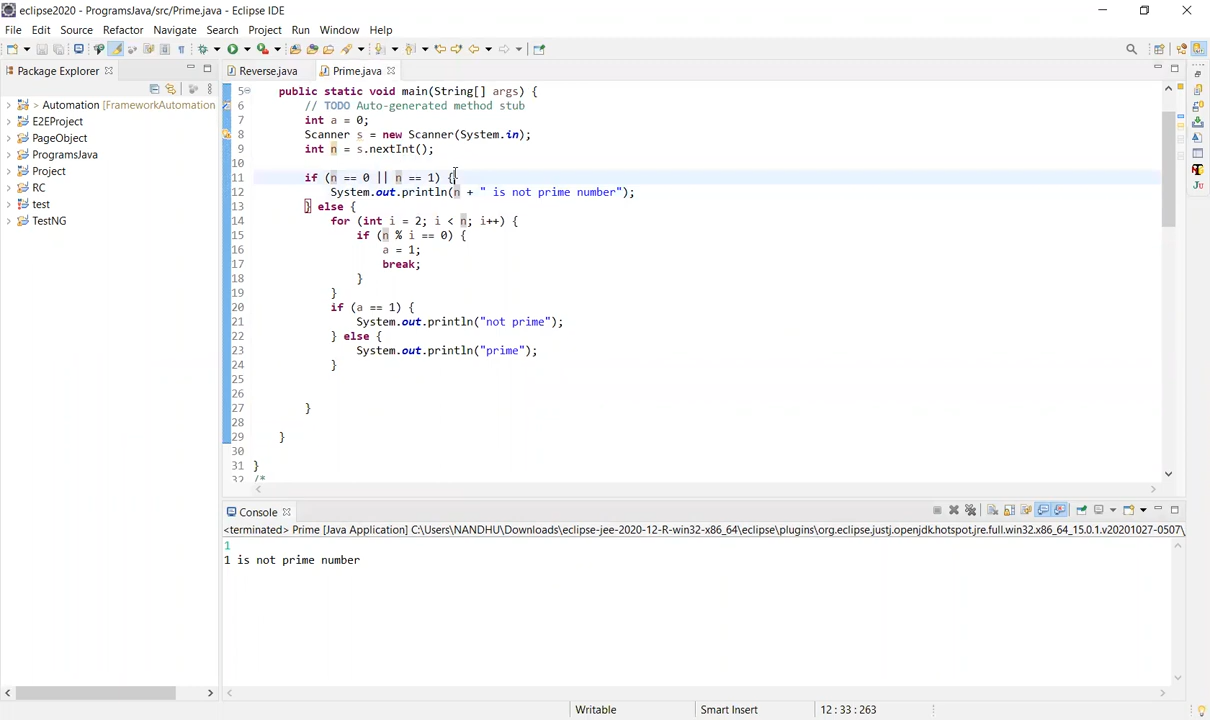 eclipse2020 - ProgramsJava/src/Prime.java - Eclipse IDE
File Edit Source Refactor Navigate Search Project Run Window Help
Package Explorer
Reverse.java Prime.java
> Automation [FrameworkAutomation
E2EProject
PageObject
ProgramsJava
Project
RC
test
TestNG
5 public static void main(String[] args) {
6 // TODO Auto-generated method stub
7 int a = 0;
8 Scanner s = new Scanner(System.in);
9 int n = s.nextInt();
10
11 if (n == 0 || n == 1) {
12 System.out.println(n + " is not prime number");
13 } else {
14 for (int i = 2; i < n; i++) {
15 if (n % i == 0) {
16 a = 1;
17 break;
18 }
19 }
20 if (a == 1) {
21 System.out.println("not prime");
22 } else {
23 System.out.println("prime");
24 }
25
26
27 }
28
29 }
30
31 }
32 /*
Console
<terminated> Prime [Java Application] C:\Users\NANDHU\Downloads\eclipse-jee-2020-12-R-win32-x86_64\eclipse\plugins\org.eclipse.justj.openjdk.hotspot.jre.full.win32.x86_64_15.0.1.v20201027-0507\
1
1 is not prime number
Writable Smart Insert 12 : 33 : 263